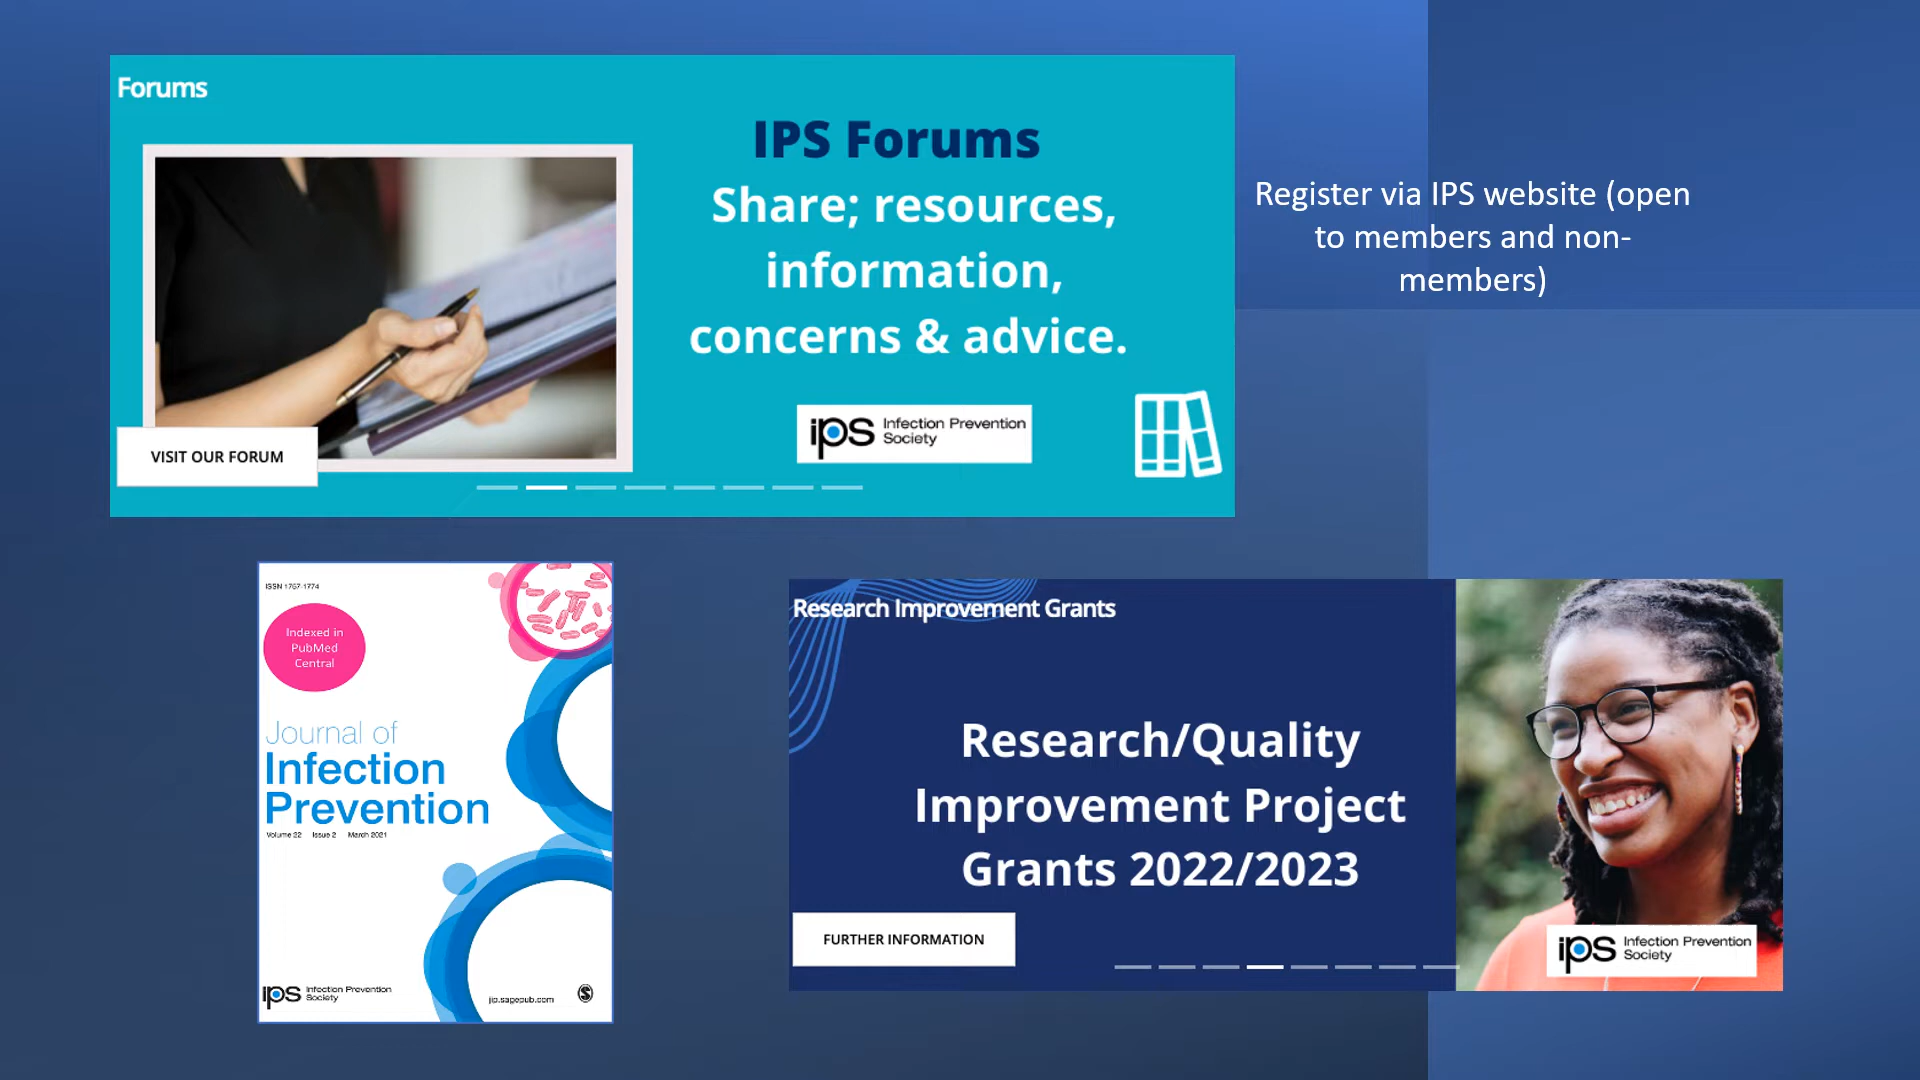 Forums
IPS Forums
Share; resources,
information,
concerns & advice.
ips Infection Prevention
Society
VISIT OUR FORUM
Register via IPS website (open
to members and non-
members)
ISSN 1757-1774
Indexed in
PubMed
Central
Journal of
Infection
Prevention
Volume 22 Issue 2 March 2021
ips Infection Prevention
Society
jip.sagepub.com
Research Improvement Grants
Research/Quality
Improvement Project
Grants 2022/2023
FURTHER INFORMATION
ips Infection Prevention
Society